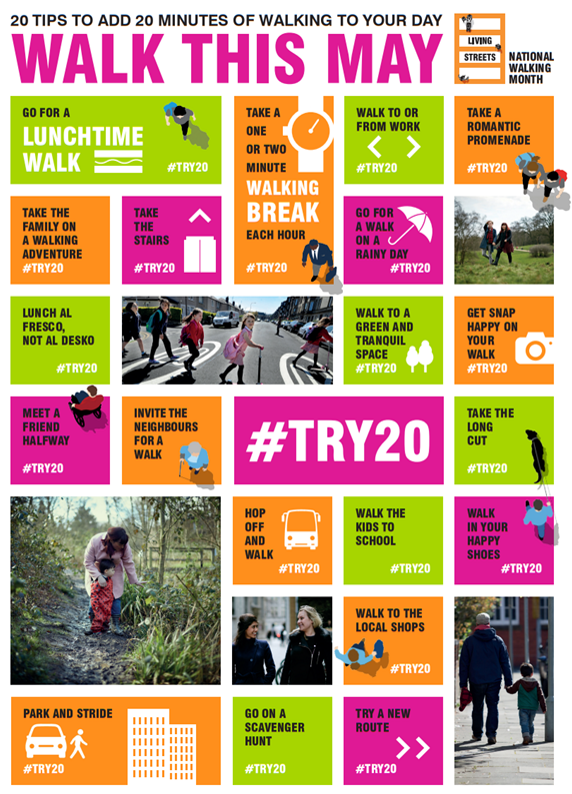 20 TIPS TO ADD 20 MINUTES OF WALKING TO YOUR DAY
WALK THIS MAY
LIVING
STREETS
NATIONAL
WALKING
MONTH
GO FOR A
LUNCHTIME
WALK
#TRY20
TAKE A
ONE
OR TWO
MINUTE
WALKING
BREAK
EACH HOUR
#TRY20
WALK TO OR
FROM WORK
#TRY20
TAKE A
ROMANTIC
PROMENADE
#TRY20
TAKE THE
FAMILY ON
A WALKING
ADVENTURE
#TRY20
TAKE
THE
STAIRS
#TRY20
GO FOR
A WALK
ON A
RAINY DAY
#TRY20
LUNCH AL
FRESCO,
NOT AL DESKO
#TRY20
WALK TO A
GREEN AND
TRANQUIL
SPACE
#TRY20
GET SNAP
HAPPY ON
YOUR
WALK
#TRY20
MEET A
FRIEND
HALFWAY
#TRY20
INVITE THE
NEIGHBOURS
FOR A
WALK
#TRY20
TAKE THE
LONG
CUT
#TRY20
HOP
OFF
AND
WALK
#TRY20
WALK THE
KIDS TO
SCHOOL
#TRY20
WALK
IN YOUR
HAPPY
SHOES
#TRY20
WALK TO THE
LOCAL SHOPS
#TRY20
PARK AND STRIDE
#TRY20
GO ON A
SCAVENGER
HUNT
#TRY20
TRY A NEW
ROUTE
#TRY20